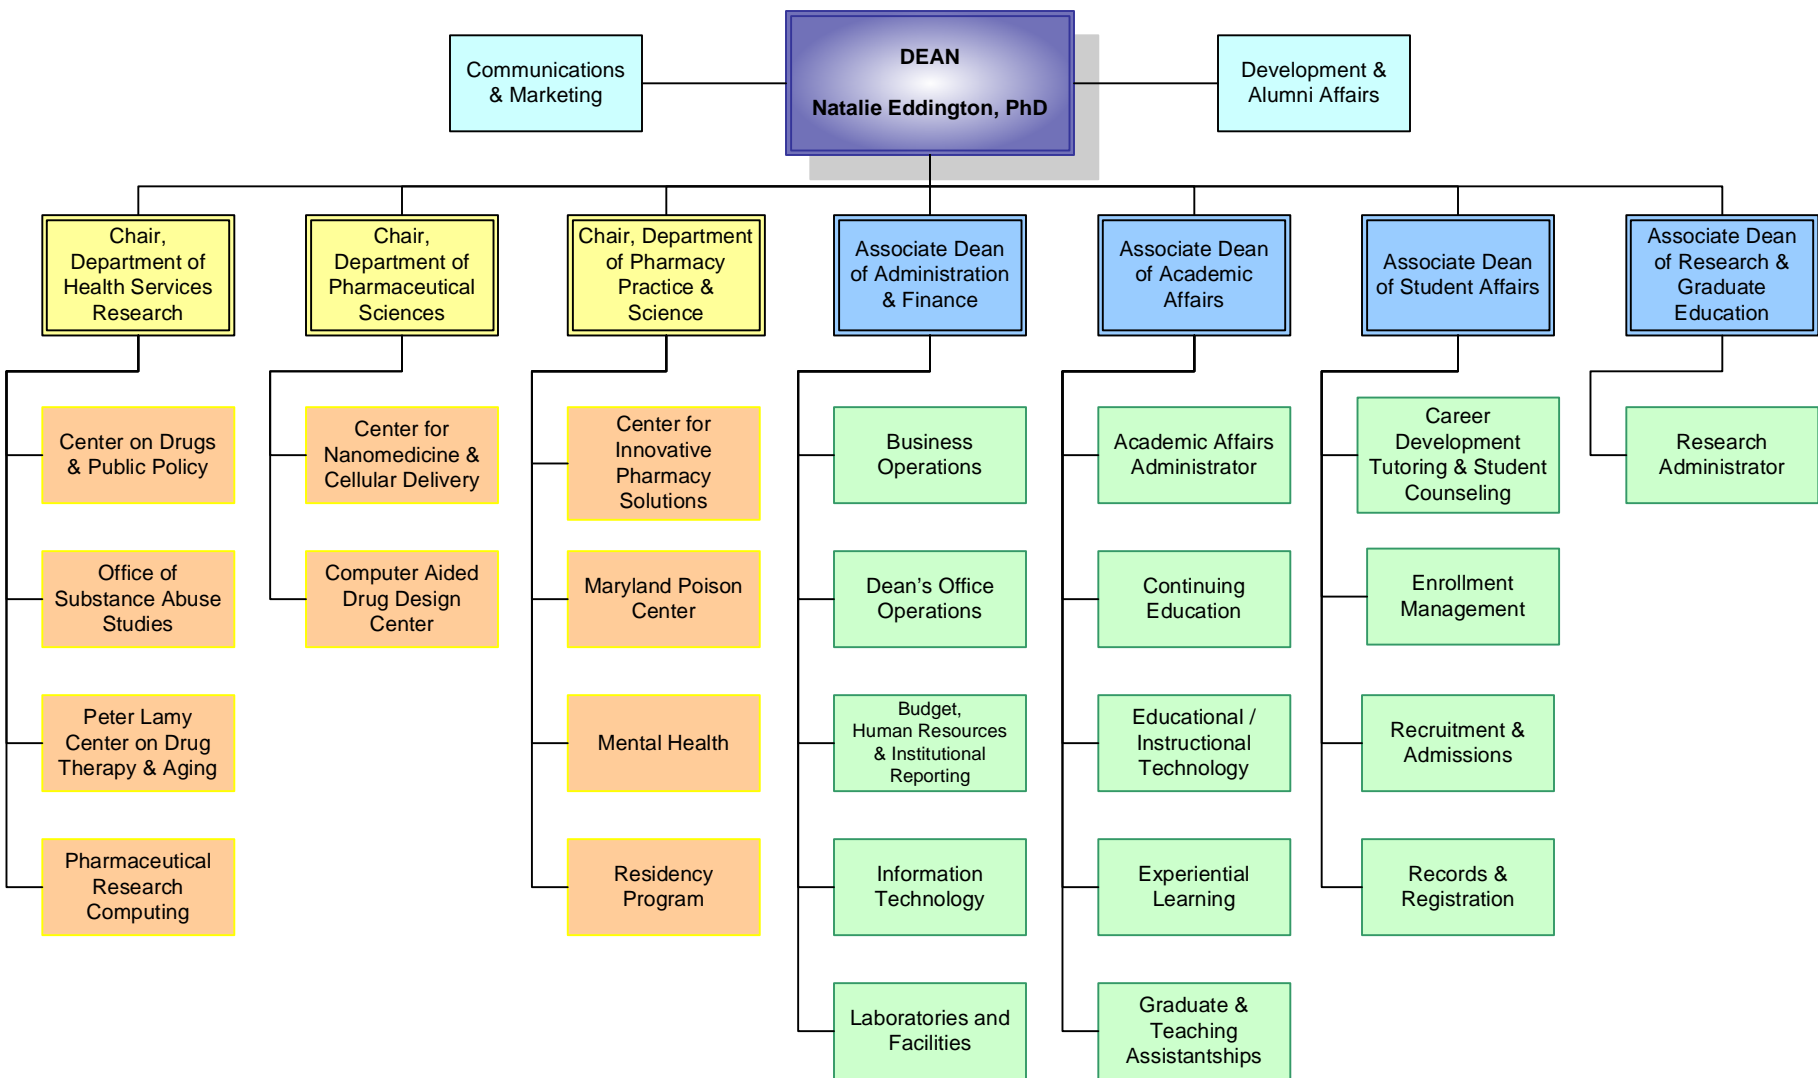 Communications
& Marketing
DEAN
Natalie Eddington, PhD
Development &
Alumni Affairs
Chair,
Department of
Health Services
Research
Chair,
Department of
Pharmaceutical
Sciences
Chair, Department
of Pharmacy
Practice &
Science
Associate Dean
of Administration
& Finance
Associate Dean
of Academic
Affairs
Associate Dean
of Student Affairs
Associate Dean
of Research &
Graduate
Education
Center on Drugs
& Public Policy
Center for
Nanomedicine &
Cellular Delivery
Center for
Innovative
Pharmacy
Solutions
Business
Operations
Academic Affairs
Administrator
Career
Development
Tutoring & Student
Counseling
Research
Administrator
Office of
Substance Abuse
Studies
Computer Aided
Drug Design
Center
Maryland Poison
Center
Dean’s Office
Operations
Continuing
Education
Enrollment
Management
Peter Lamy
Center on Drug
Therapy & Aging
Mental Health
Budget,
Human Resources
& Institutional
Reporting
Educational /
Instructional
Technology
Recruitment &
Admissions
Pharmaceutical
Research
Computing
Residency
Program
Information
Technology
Experiential
Learning
Records &
Registration
Laboratories and
Facilities
Graduate &
Teaching
Assistantships